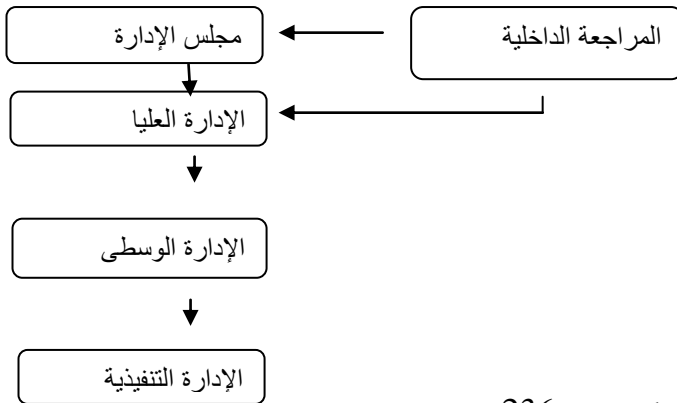 المراجعة الداخلية
مجلس الإدارة
الإدارة العليا
الإدارة الوسطى
الإدارة التنفيذية